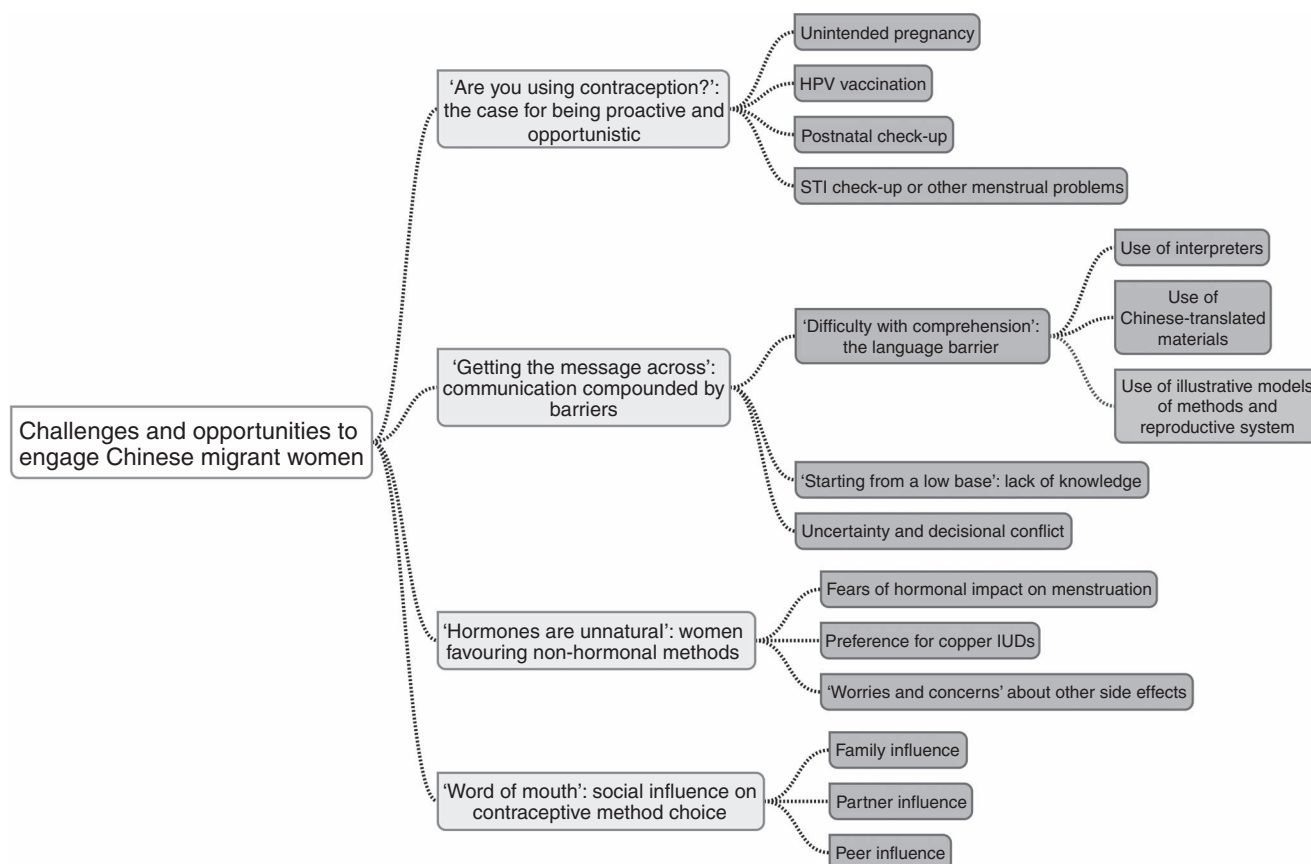 Challenges and opportunities to
engage Chinese migrant women
‘Are you using contraception?’:
the case for being proactive and
opportunistic
Unintended pregnancy
HPV vaccination
Postnatal check-up
STI check-up or other menstrual problems
‘Getting the message across’:
communication compounded by
barriers
‘Difficulty with comprehension’:
the language barrier
Use of interpreters
Use of
Chinese-translated
materials
Use of illustrative models
of methods and
reproductive system
‘Starting from a low base’: lack of knowledge
Uncertainty and decisional conflict
‘Hormones are unnatural’: women
favouring non-hormonal methods
Fears of hormonal impact on menstruation
Preference for copper IUDs
‘Worries and concerns’ about other side effects
‘Word of mouth’: social influence on
contraceptive method choice
Family influence
Partner influence
Peer influence